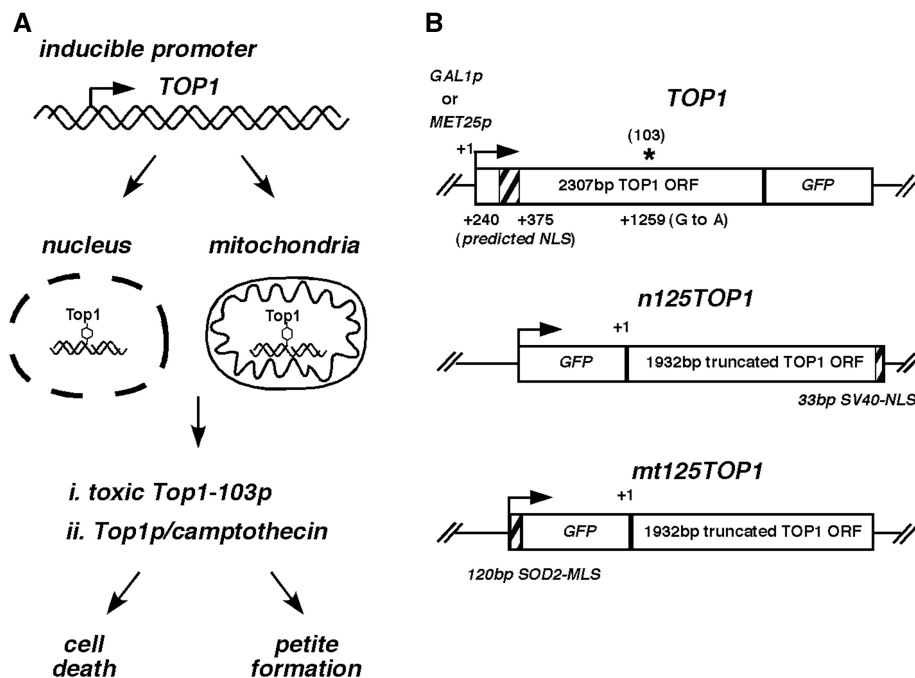 A
inducible promoter
TOP1
nucleus
mitochondria
Top1
Top1
i. toxic Top1-103p
ii. Top1p/camptothecin
cell
death
petite
formation
B
GAL1p
or
MET25p
TOP1
+1
(103)
*
2307bp TOP1 ORF
GFP
+240
+375
+1259 (G to A)
(predicted NLS)
n125TOP1
+1
GFP
1932bp truncated TOP1 ORF
33bp SV40-NLS
mt125TOP1
+1
GFP
1932bp truncated TOP1 ORF
120bp SOD2-MLS